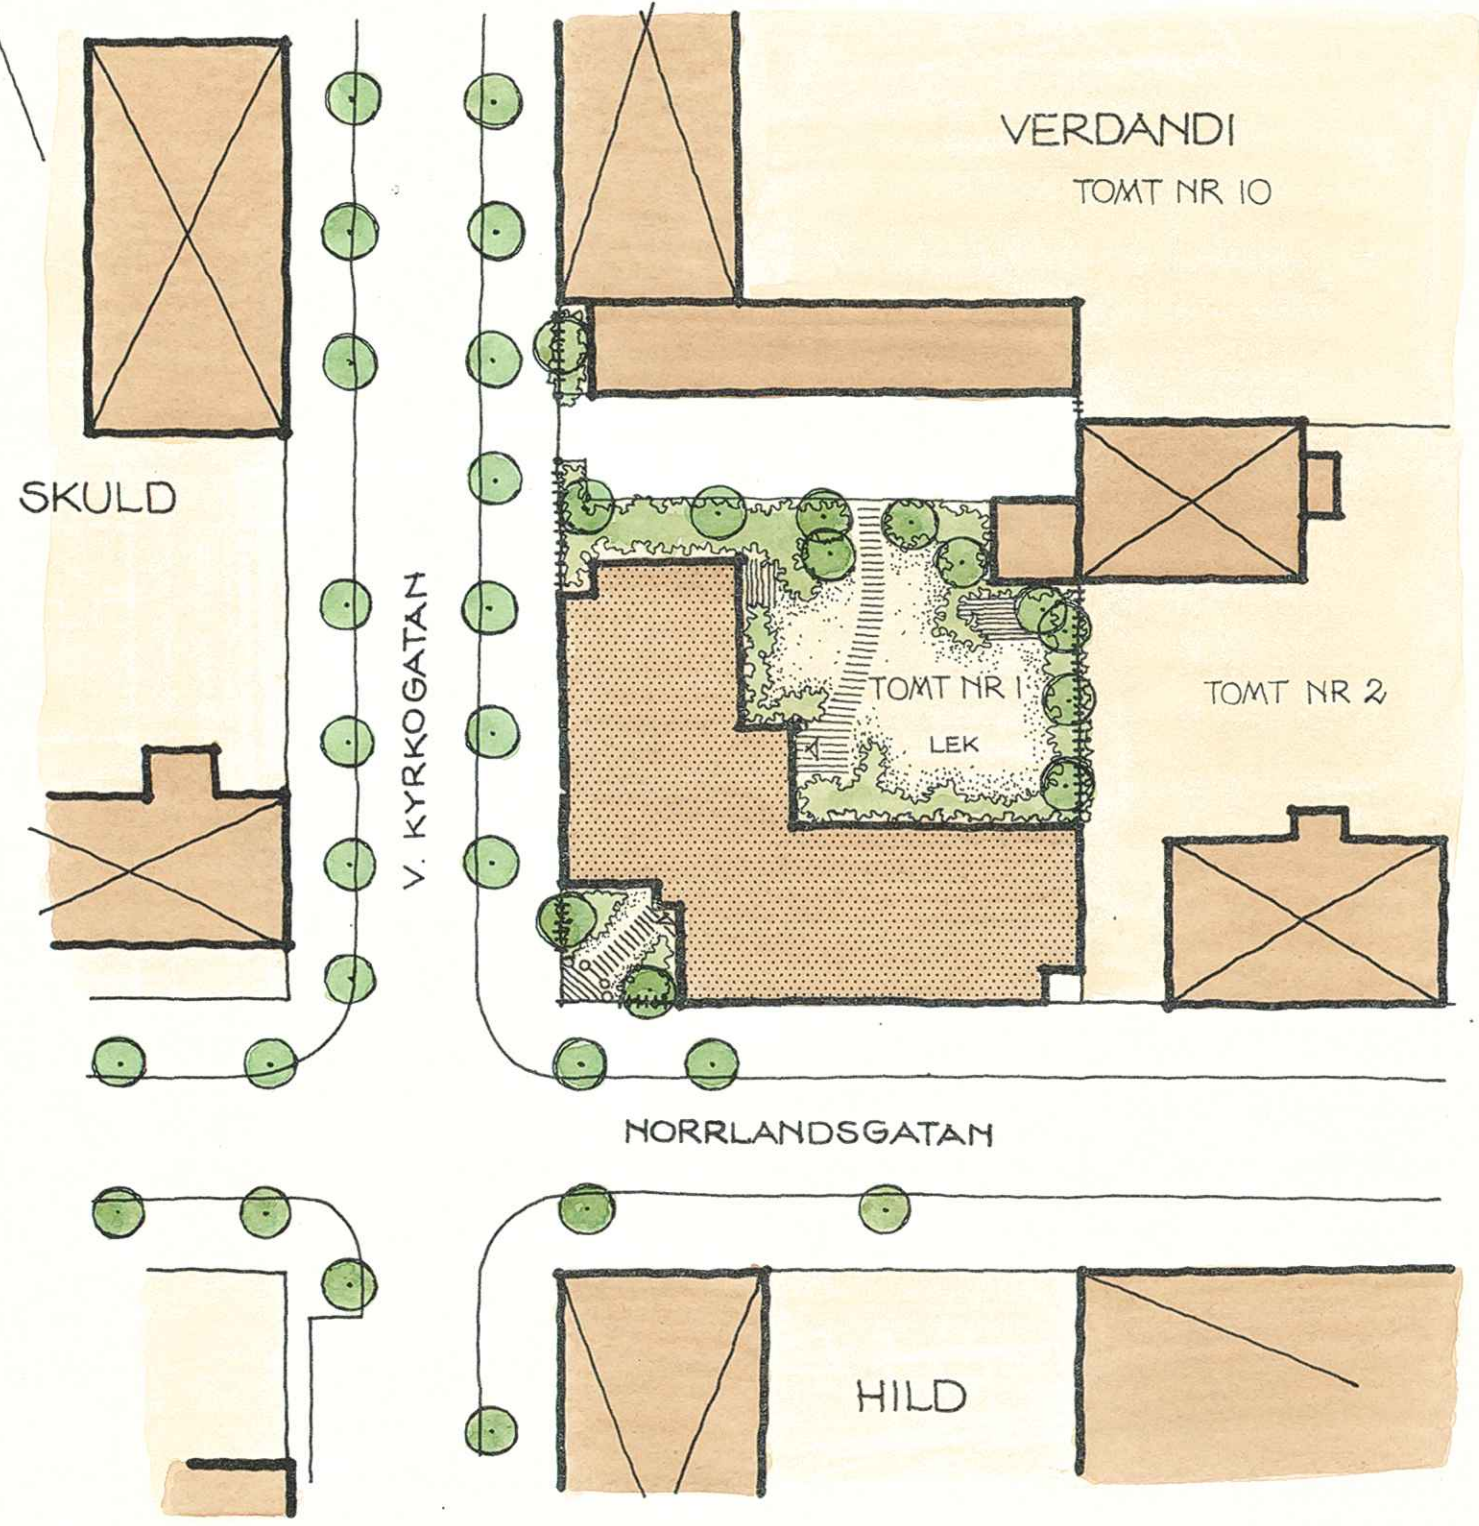 VERDANDI
TOMT NR 10
SKULD
V. KYRKOGATAN
TOMT NR 1
TOMT NR 2
LEK
NORRLANDSGATAN
HILD